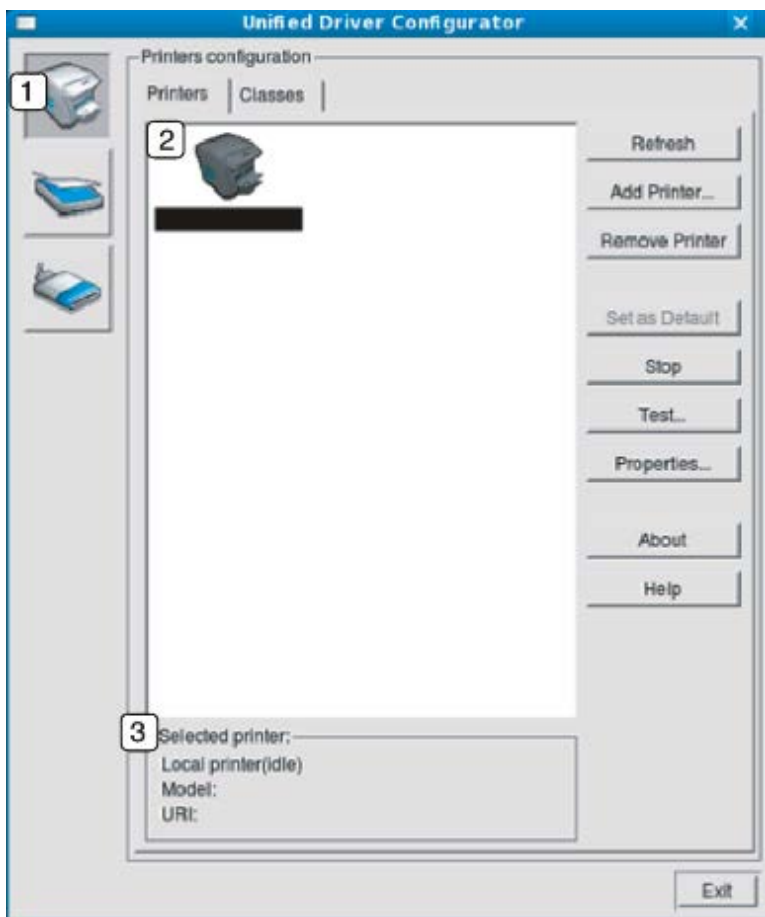 Unified Driver Configurator
Printers configuration
1
Printers
Classes
2
Refresh
Add Printer...
Remove Printer
Set as Default
Stop
Test...
Properties...
About
Help
3
Selected printer:
Local printer(idle)
Model:
URI:
Exit